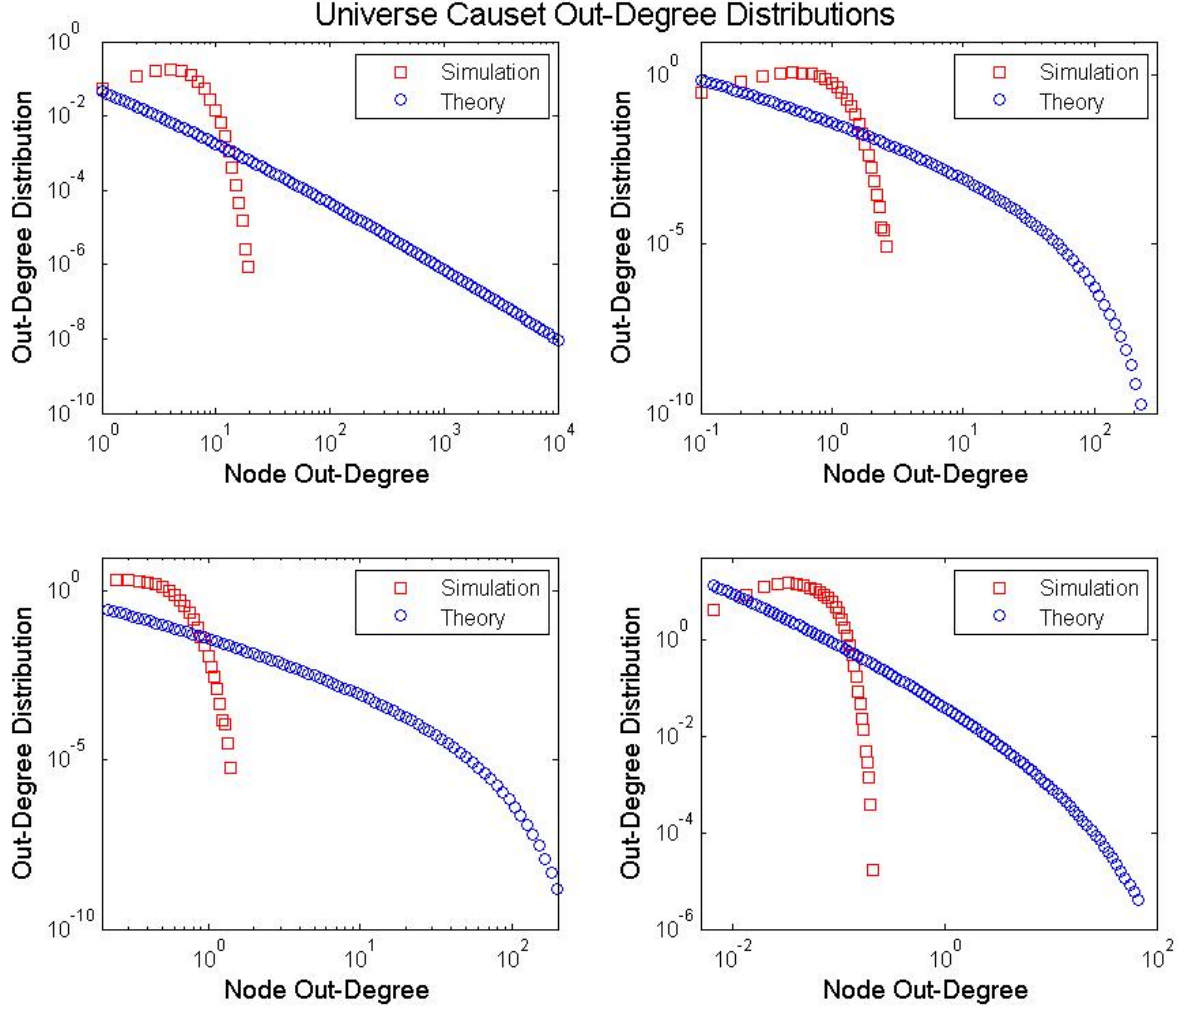 Universe Causet Out-Degree Distributions
Out-Degree Distribution
10^0
10^-2
10^-4
10^-6
10^-8
10^-10
Simulation
Theory
10^0 10^1 10^2 10^3 10^4
Node Out-Degree
Out-Degree Distribution
10^0
10^-5
10^-10
Simulation
Theory
10^-1 10^0 10^1 10^2
Node Out-Degree
Out-Degree Distribution
10^0
10^-5
10^-10
Simulation
Theory
10^0 10^1 10^2
Node Out-Degree
Out-Degree Distribution
10^0
10^-2
10^-4
10^-6
Simulation
Theory
10^-2 10^0 10^2
Node Out-Degree